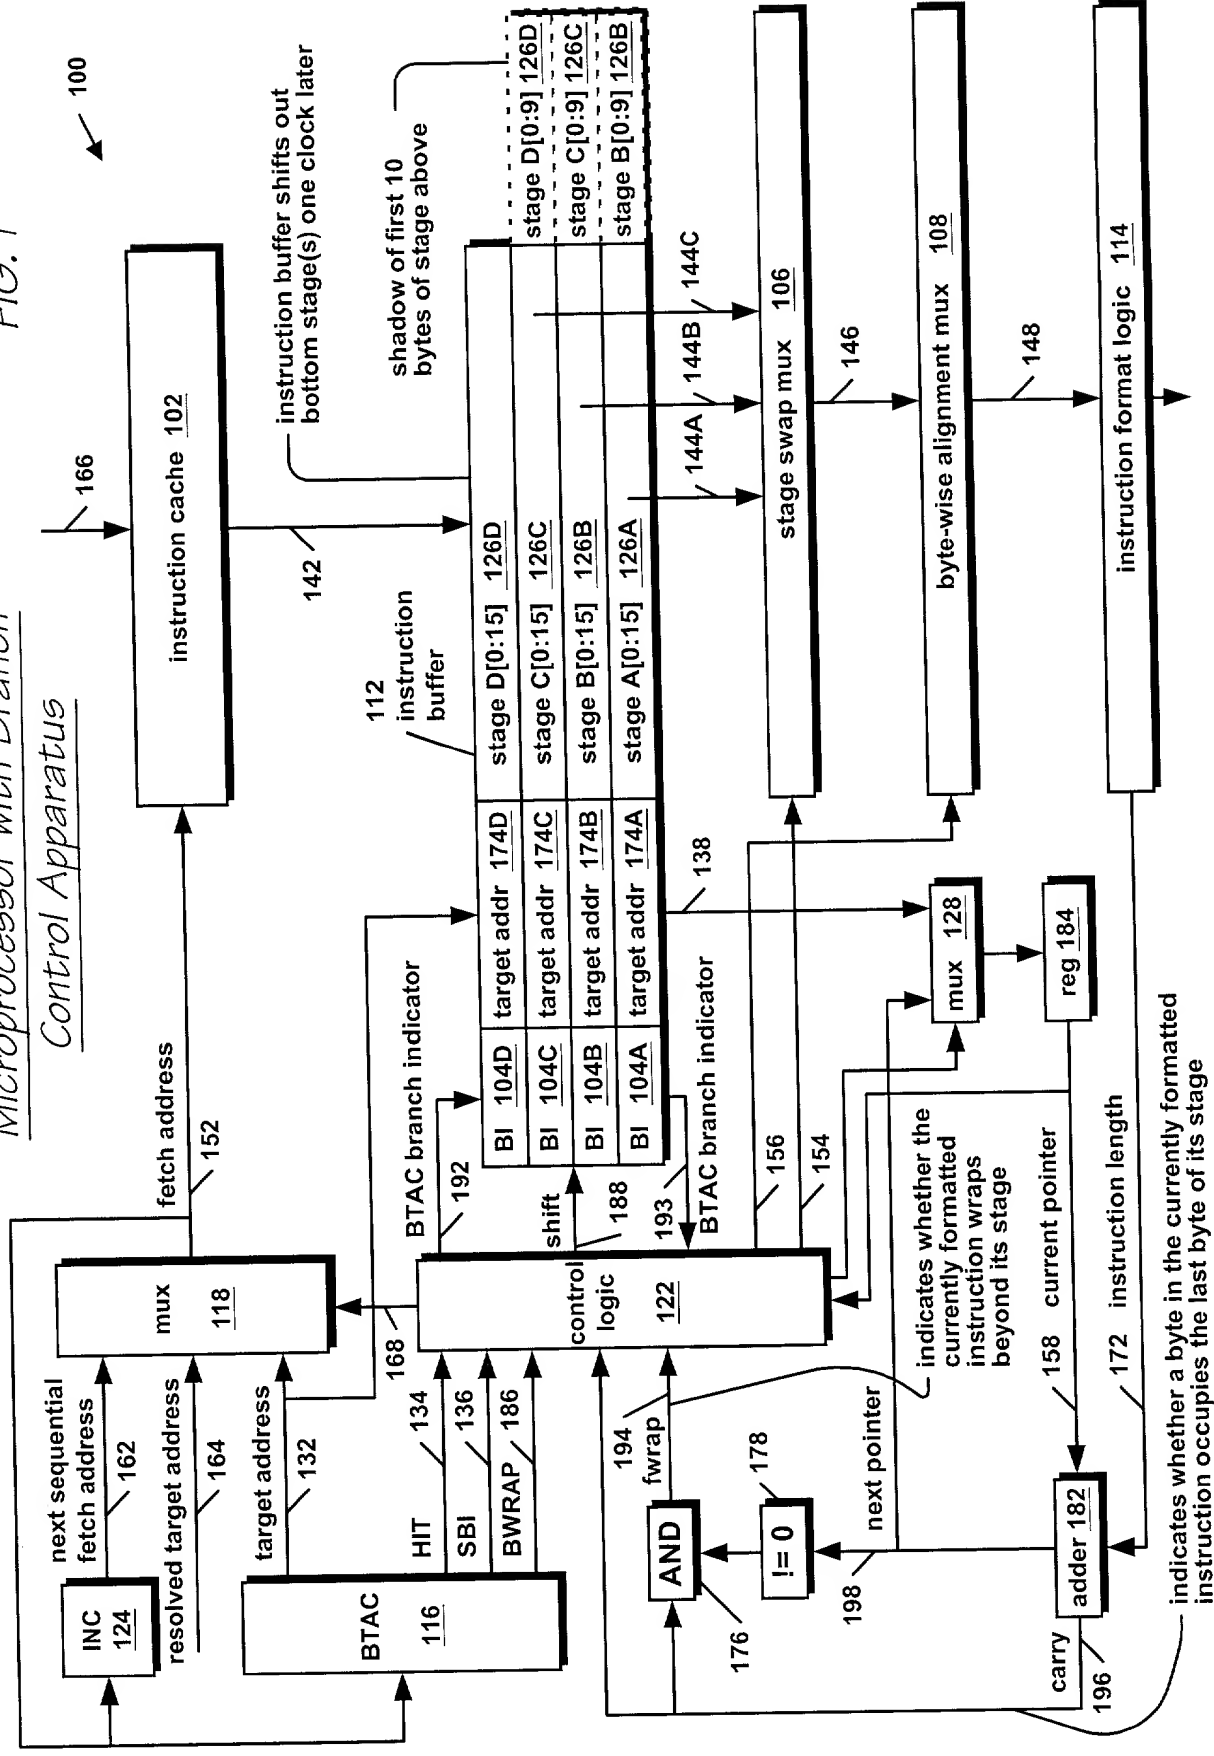 Microprocessor with Branch
Control Apparatus
FIG. 1
100
166
instruction cache 102
142
instruction buffer shifts out
bottom stage(s) one clock later
shadow of first 10
bytes of stage above
fetch address
152
mux
118
next sequential
fetch address
162
resolved target address
164
target address
132
INC
124
BTAC
116
HIT
134
SBI
136
BWRAP
186
168
control
logic
122
BTAC branch indicator
192
shift
188
193
BTAC branch indicator
112
instruction
buffer
BI 104D target addr 174D stage D[0:15] 126D stage D[0:9] 126D
BI 104C target addr 174C stage C[0:15] 126C stage C[0:9] 126C
BI 104B target addr 174B stage B[0:15] 126B stage B[0:9] 126B
BI 104A target addr 174A stage A[0:15] 126A
138
144A
144B
144C
stage swap mux 106
146
byte-wise alignment mux 108
148
instruction format logic 114
156
154
mux 128
reg 184
194
fwrap
indicates whether the
currently formatted
instruction wraps
beyond its stage
AND
176
!= 0
178
next pointer
198
158 current pointer
172 instruction length
adder 182
carry
196
indicates whether a byte in the currently formatted
instruction occupies the last byte of its stage